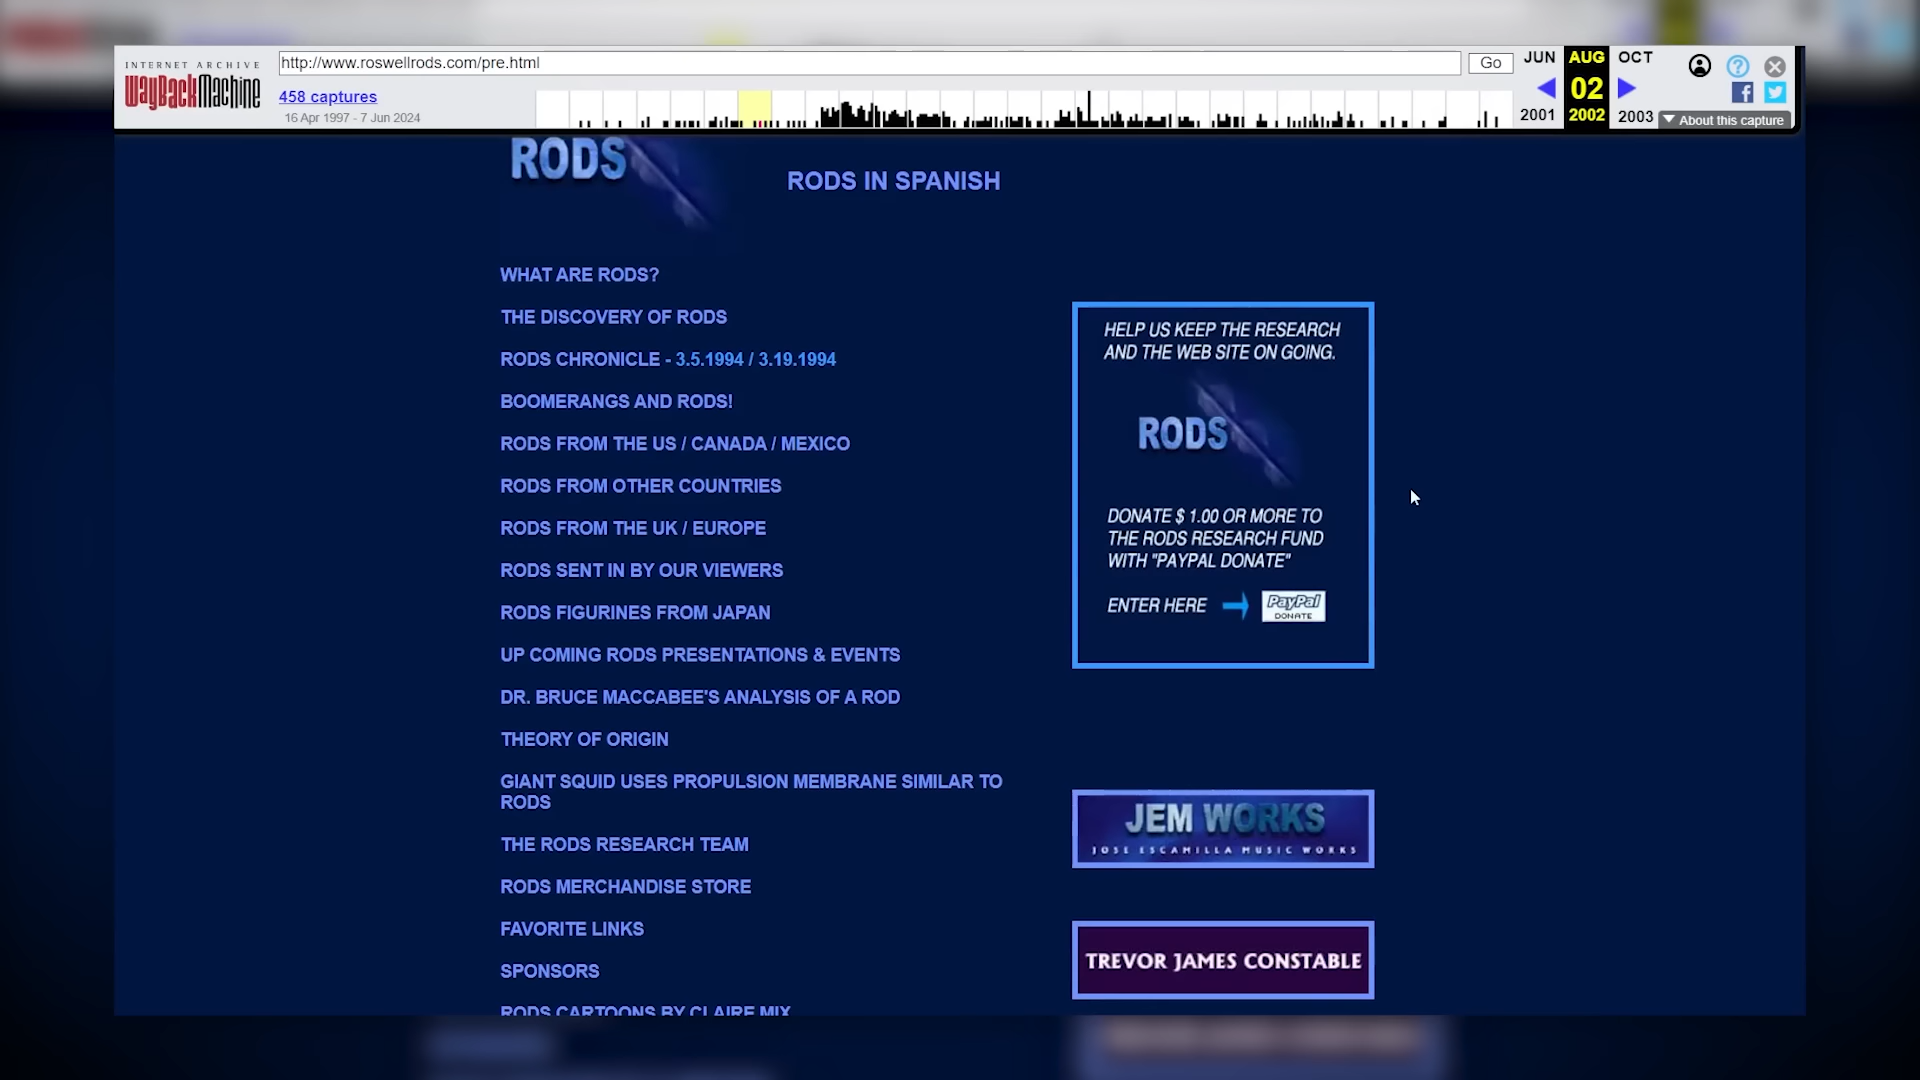 INTERNET ARCHIVE
WayBackMachine
http://www.roswellrods.com/pre.html
Go
JUN
AUG
OCT
02
2001
2002
2003
458 captures
16 Apr 1997 - 7 Jun 2024
About this capture
RODS
RODS IN SPANISH
WHAT ARE RODS?
THE DISCOVERY OF RODS
RODS CHRONICLE - 3.5.1994 / 3.19.1994
BOOMERANGS AND RODS!
RODS FROM THE US / CANADA / MEXICO
RODS FROM OTHER COUNTRIES
RODS FROM THE UK / EUROPE
RODS SENT IN BY OUR VIEWERS
RODS FIGURINES FROM JAPAN
UP COMING RODS PRESENTATIONS & EVENTS
DR. BRUCE MACCABEE'S ANALYSIS OF A ROD
THEORY OF ORIGIN
GIANT SQUID USES PROPULSION MEMBRANE SIMILAR TO
RODS
THE RODS RESEARCH TEAM
RODS MERCHANDISE STORE
FAVORITE LINKS
SPONSORS
RODS CARTOONS BY CLAIRE MIX
HELP US KEEP THE RESEARCH
AND THE WEB SITE ON GOING.
RODS
DONATE $ 1.00 OR MORE TO
THE RODS RESEARCH FUND
WITH "PAYPAL DONATE"
ENTER HERE
PayPal
DONATE
JEM WORKS
JOSE ESCAMILLA MUSIC WORKS
TREVOR JAMES CONSTABLE